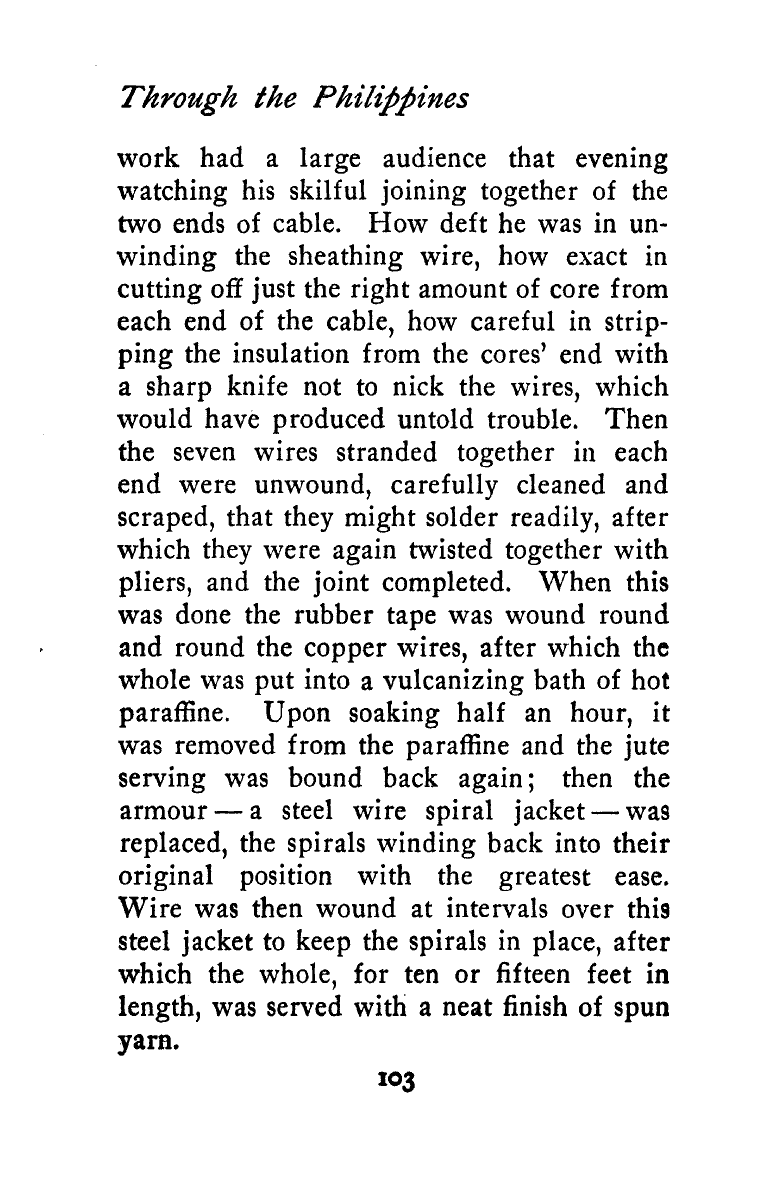 Through the Philippines
work had a large audience that evening
watching his skilful joining together of the
two ends of cable. How deft he was in un-
winding the sheathing wire, how exact in
cutting off just the right amount of core from
each end of the cable, how careful in strip-
ping the insulation from the cores' end with
a sharp knife not to nick the wires, which
would have produced untold trouble. Then
the seven wires stranded together in each
end were unwound, carefully cleaned and
scraped, that they might solder readily, after
which they were again twisted together with
pliers, and the joint completed. When this
was done the rubber tape was wound round
and round the copper wires, after which the
whole was put into a vulcanizing bath of hot
paraffine. Upon soaking half an hour, it
was removed from the paraffine and the jute
serving was bound back again; then the
armour — a steel wire spiral jacket — was
replaced, the spirals winding back into their
original position with the greatest ease.
Wire was then wound at intervals over this
steel jacket to keep the spirals in place, after
which the whole, for ten or fifteen feet in
length, was served with a neat finish of spun
yarn.
103